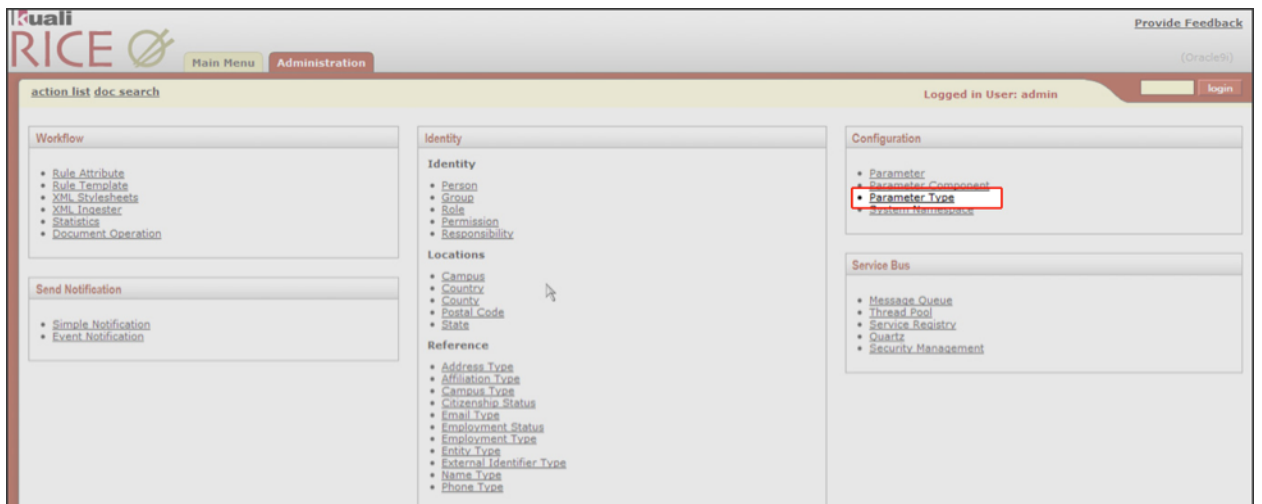 kuali
RICE
Provide Feedback
Main Menu
Administration
(Oracle9i)
action list doc search
Logged in User: admin
login
Workflow
Rule Attribute
Rule Template
XML Stylesheets
XML Ingester
Statistics
Document Operation
Send Notification
Simple Notification
Event Notification
Identity
Identity
Person
Group
Role
Permission
Responsibility
Locations
Campus
Country
County
Postal Code
State
Reference
Address Type
Affiliation Type
Campus Type
Citizenship Status
Email Type
Employment Status
Employment Type
Entity Type
External Identifier Type
Name Type
Phone Type
Configuration
Parameter
Parameter Component
Parameter Type
System Namespace
Service Bus
Message Queue
Thread Pool
Service Registry
Quartz
Security Management